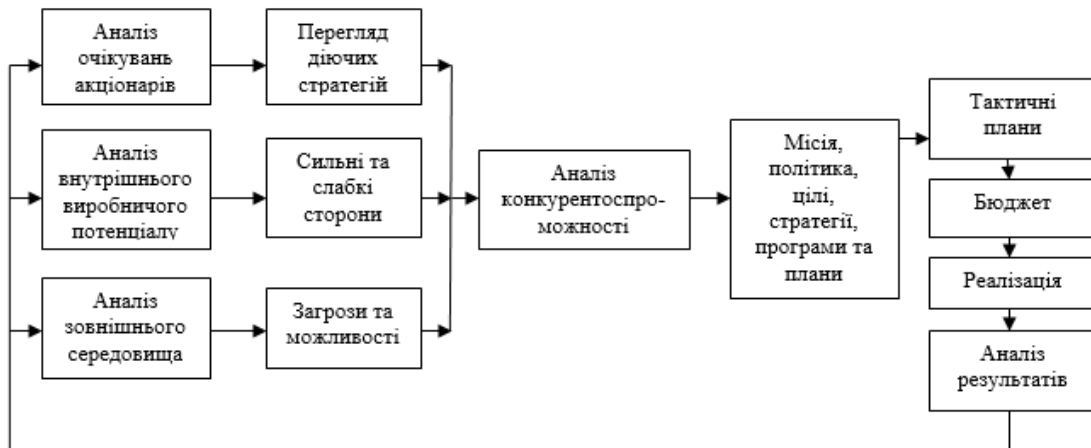 Аналіз
очікувань
акціонарів
Перегляд
діючих
стратегій
Аналіз
внутрішнього
виробничого
потенціалу
Сильні та
слабкі
сторони
Аналіз
зовнішнього
середовища
Загрози та
можливості
Аналіз
конкурентоспро-
можності
Місія,
політика,
цілі,
стратегії,
програми та
плани
Тактичні
плани
Бюджет
Реалізація
Аналіз
результатів